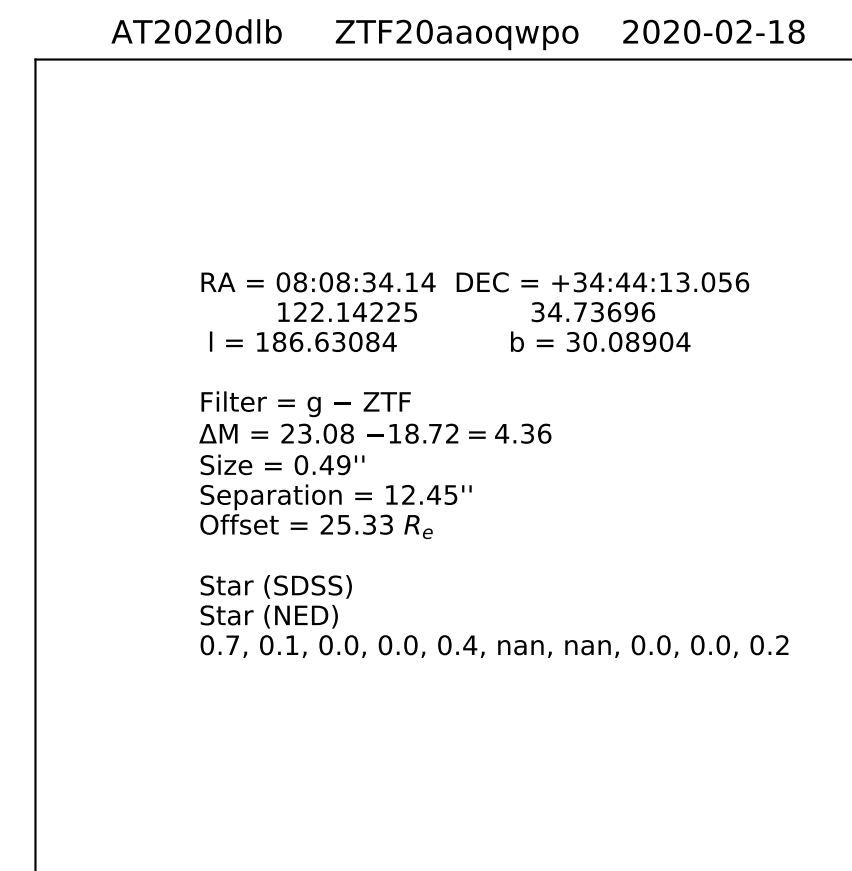 AT2020dlb ZTF20aaoqwpo 2020-02-18
RA = 08:08:34.14 DEC = +34:44:13.056
122.14225 34.73696
l = 186.63084 b = 30.08904
Filter = g − ZTF
ΔM = 23.08 −18.72 = 4.36
Size = 0.49''
Separation = 12.45''
Offset = 25.33 Re
Star (SDSS)
Star (NED)
0.7, 0.1, 0.0, 0.0, 0.4, nan, nan, 0.0, 0.0, 0.2